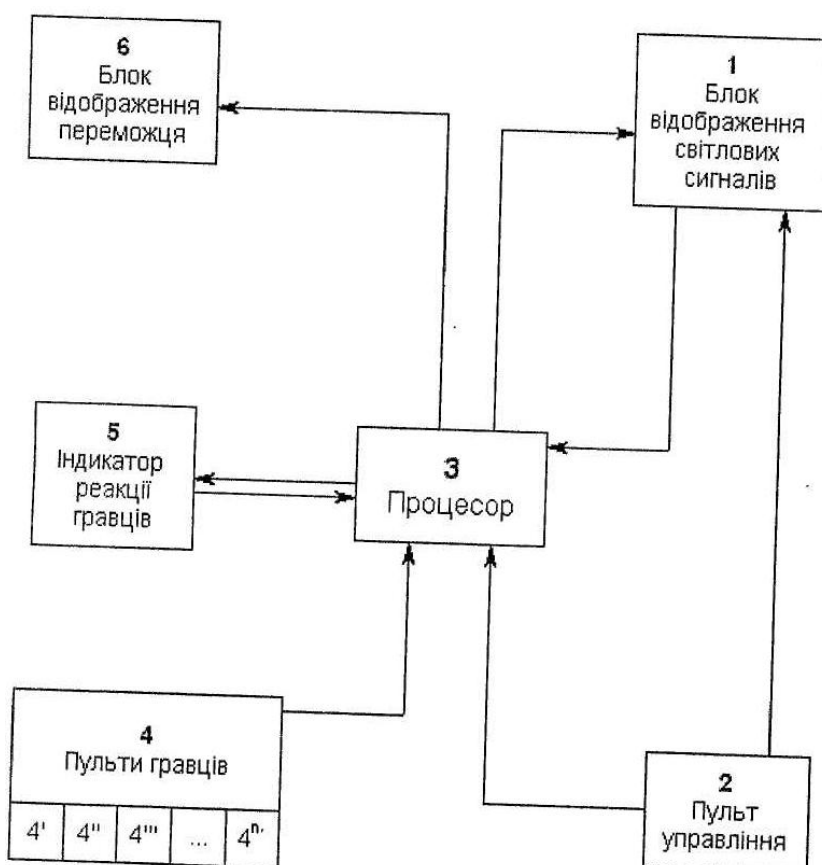 6
Блок
відображення
переможця
1
Блок
відображення
світлових
сигналів
5
Індикатор
реакції
гравців
3
Процесор
4
Пульти гравців
4' 4'' 4''' ... 4ⁿ'
2
Пульт
управління